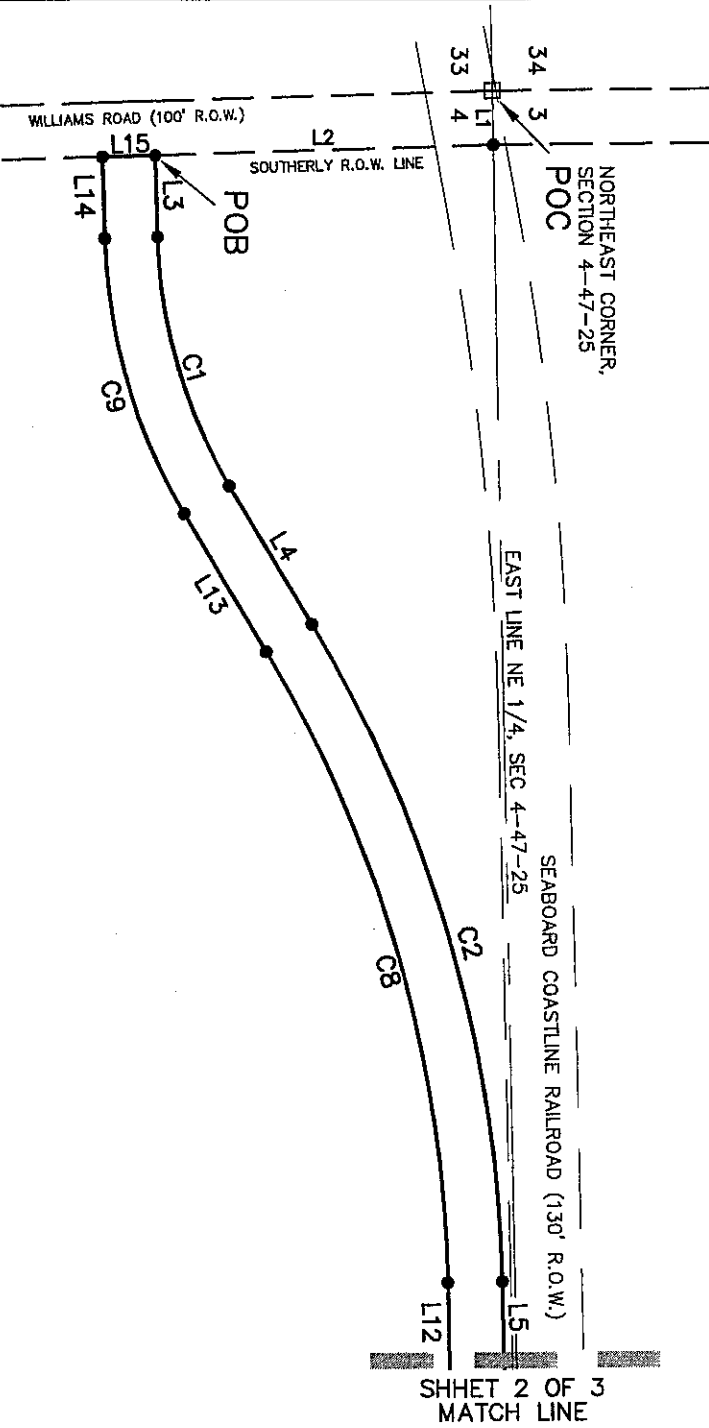 33
34
4
3
L1
WILLIAMS ROAD (100' R.O.W.)
L2
L15
SOUTHERLY R.O.W. LINE
NORTHEAST CORNER,
SECTION 4-47-25
POC
POB
L14
L3
C1
C9
L4
L13
EAST LINE NE 1/4, SEC 4-47-25
SEABOARD COASTLINE RAILROAD (130' R.O.W.)
C2
C8
L12
L5
SHHET 2 OF 3
MATCH LINE